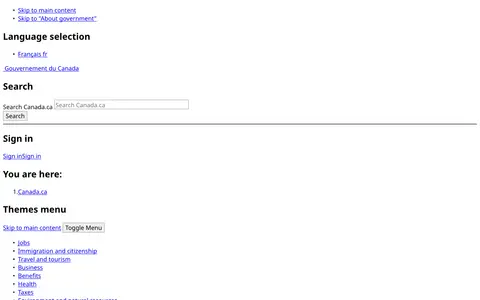 Skip to main content
Skip to "About government"
Language selection
Français fr
Gouvernement du Canada
Search
Search Canada.ca Search Canada.ca
Search
Sign in
Sign inSign in
You are here:
1.Canada.ca
Themes menu
Skip to main content Toggle Menu
Jobs
Immigration and citizenship
Travel and tourism
Business
Benefits
Health
Taxes